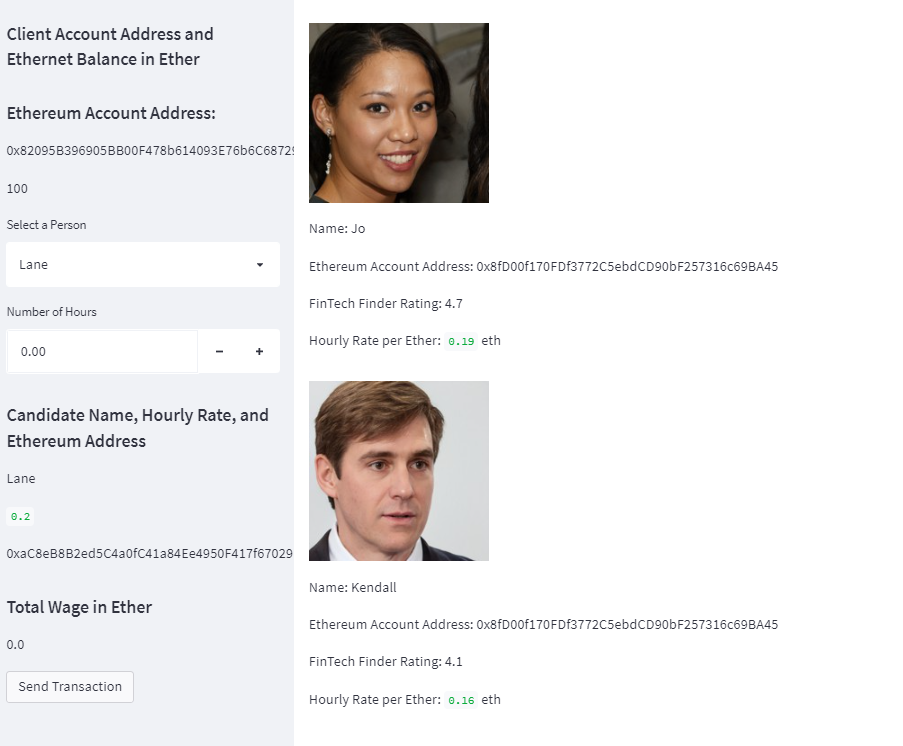 Client Account Address and
Ethernet Balance in Ether
Ethereum Account Address:
0x82095B396905BB00F478b614093E76b6C68729
100
Select a Person
Lane
Number of Hours
0.00
Candidate Name, Hourly Rate, and
Ethereum Address
Lane
0.2
0xaC8eB8B2ed5C4a0fC41a84Ee4950F417f67029
Total Wage in Ether
0.0
Send Transaction
Name: Jo
Ethereum Account Address: 0x8fD00f170FDf3772C5ebdCD90bF257316c69BA45
FinTech Finder Rating: 4.7
Hourly Rate per Ether: 0.19 eth
Name: Kendall
Ethereum Account Address: 0x8fD00f170FDf3772C5ebdCD90bF257316c69BA45
FinTech Finder Rating: 4.1
Hourly Rate per Ether: 0.16 eth